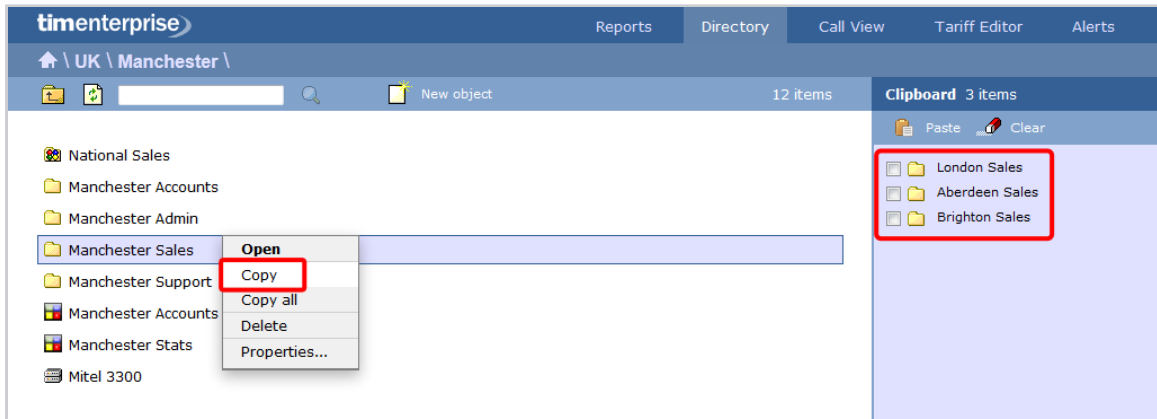 timenterprise
Reports Directory Call View Tariff Editor Alerts
\ UK \ Manchester \
New object 12 items
Clipboard 3 items
Paste Clear
National Sales
Manchester Accounts
Manchester Admin
Manchester Sales
Manchester Support
Manchester Accounts
Manchester Stats
Mitel 3300
Open
Copy
Copy all
Delete
Properties...
London Sales
Aberdeen Sales
Brighton Sales